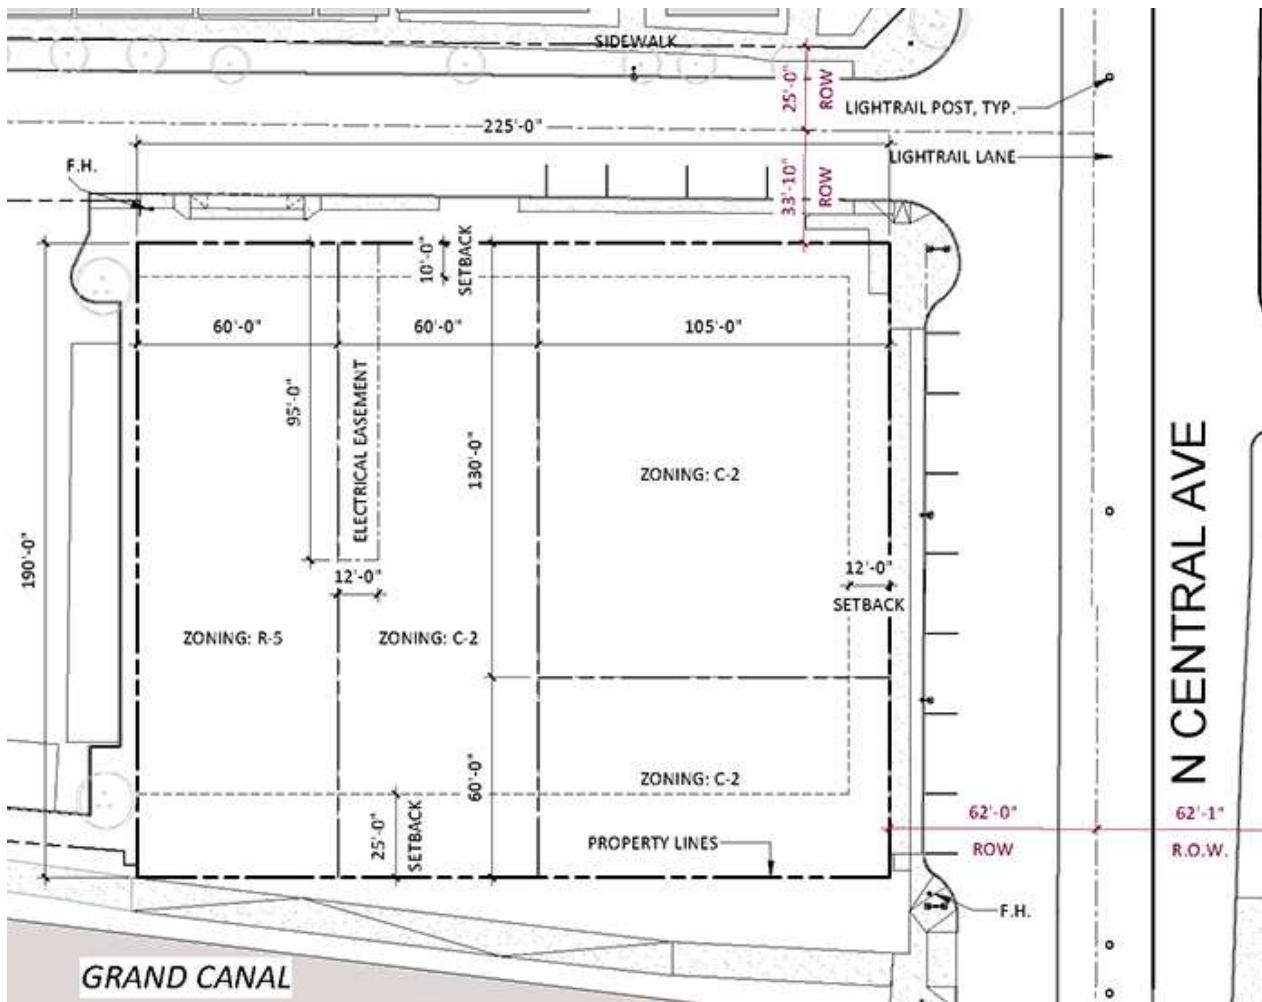 SIDEWALK
25'-0"
ROW
LIGHTRAIL POST, TYP.
225'-0"
F.H.
LIGHTRAIL LANE
33'-10"
ROW
10'-0"
SETBACK
60'-0"
60'-0"
105'-0"
95'-0"
ELECTRICAL EASEMENT
130'-0"
ZONING: C-2
190'-0"
12'-0"
12'-0"
SETBACK
ZONING: R-5
ZONING: C-2
N CENTRAL AVE
60'-0"
ZONING: C-2
25'-0"
SETBACK
PROPERTY LINES
62'-0"
ROW
62'-1"
R.O.W.
F.H.
GRAND CANAL